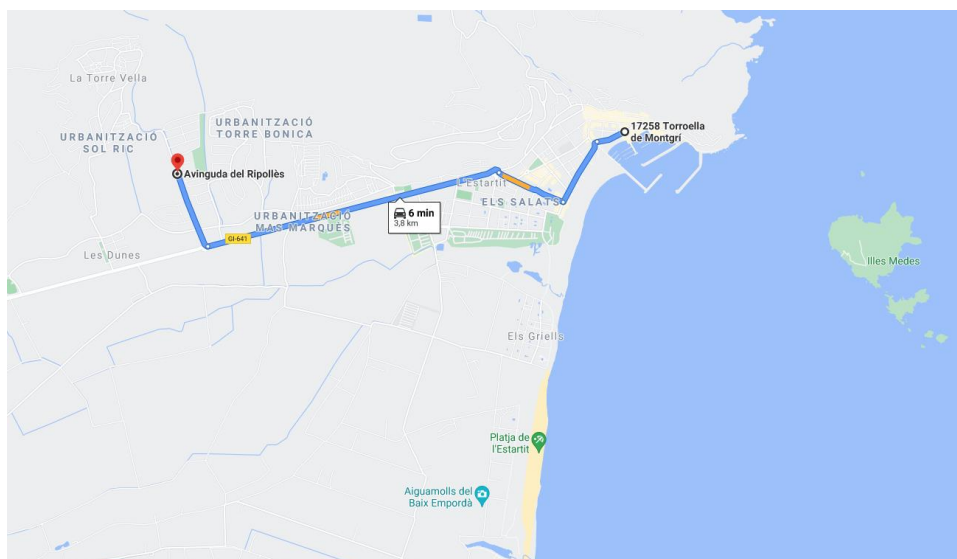 La Torre Vella
URBANITZACIÓ
TORRE BONICA
17258 Torroella
de Montgrí
URBANITZACIÓ
SOL RIC
Avinguda del Ripollès
L'Estartit
ELS SALATS
6 min
3,8 km
URBANITZACIÓ
MAS MARQUÈS
GI-641
Les Dunes
Illes Medes
Els Griells
Platja de
l'Estartit
Aiguamolls del
Baix Empordà